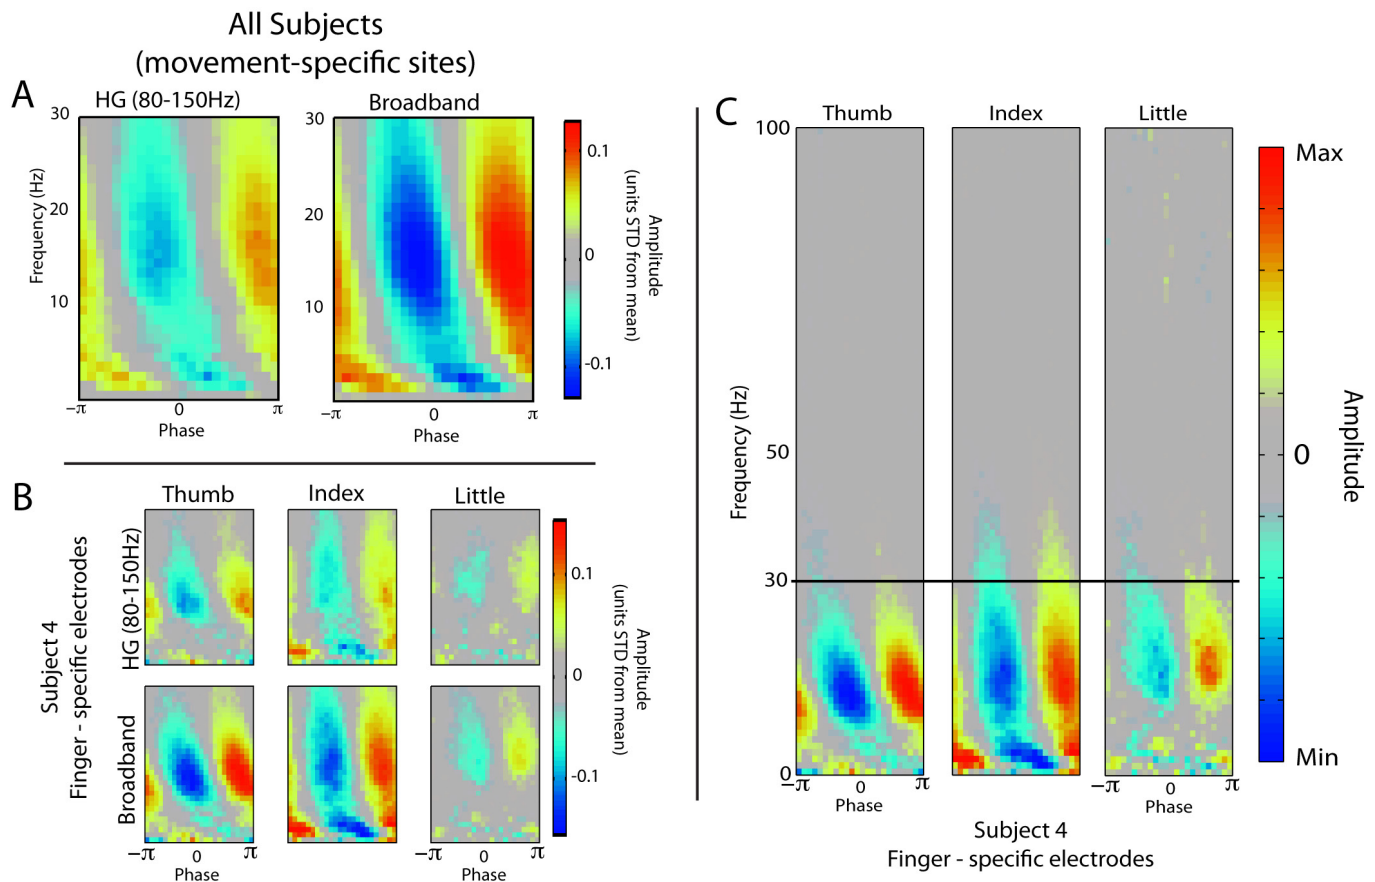 All Subjects
(movement-specific sites)
A
HG (80-150Hz)
Broadband
30
20
10
Frequency (Hz)
−π
0
π
Phase
30
20
10
−π
0
π
Phase
0.1
0
-0.1
Amplitude
(units STD from mean)
B
Thumb
Index
Little
Subject 4
Finger - specific electrodes
HG (80-150Hz)
Broadband
−π
0
π
Phase
−π
0
π
Phase
0.1
0
-0.1
Amplitude
(units STD from mean)
C
Thumb
Index
Little
100
50
30
0
Frequency (Hz)
−π
0
π
Phase
−π
0
π
Phase
Max
0
Min
Amplitude
Subject 4
Finger - specific electrodes